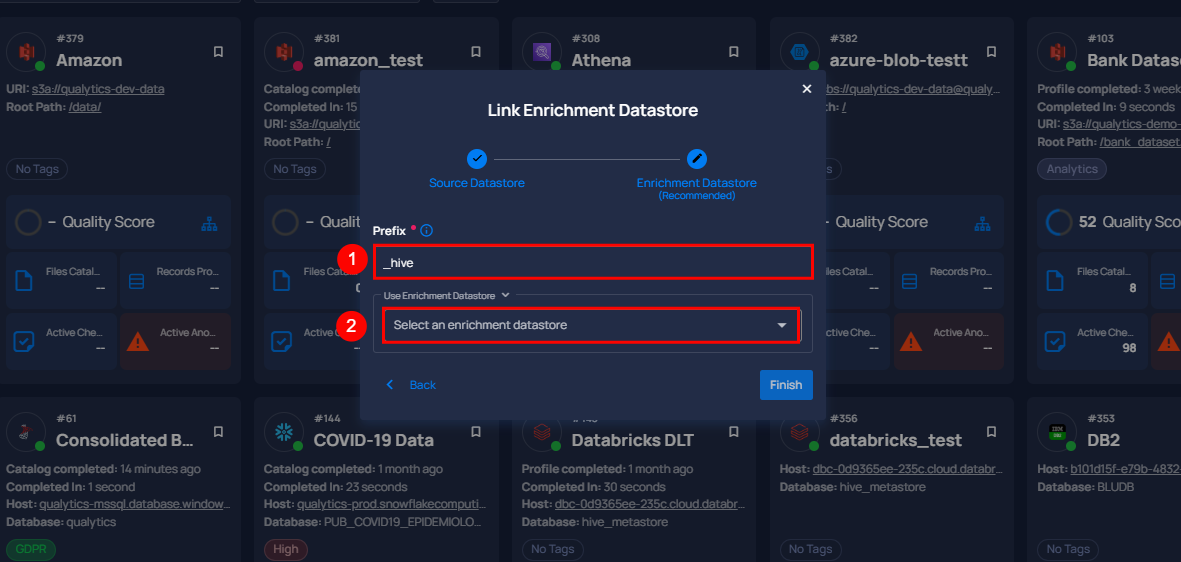 #379
Amazon
URI: s3a://qualytics-dev-data
Root Path: /data/
No Tags
– Quality Score
Files Catal...
--
Records Pro...
--
Active Che...
--
Active Ano...
--
#381
amazon_test
Catalog complete
Completed In: 15
URI: s3a://qualytic
Root Path: /
No Tags
– Qualit
Files Cat
Active C
#308
Athena
#382
azure-blob-testt
bs://qualytics-dev-data@qualy...
/
Quality Score
--
Records Pro...
--
--
Active Ano...
--
#103
Bank Datas
Profile completed: 3 week
Completed In: 9 seconds
URI: s3a://qualytics-demo-
Root Path: /bank_dataset
Analytics
52 Quality Sco
Files Catal...
8
Active Che...
98
Link Enrichment Datastore
Source Datastore
Enrichment Datastore
(Recommended)
Prefix *
1
_hive
Use Enrichment Datastore
2
Select an enrichment datastore
Back
Finish
#61
Consolidated B...
Catalog completed: 14 minutes ago
Completed In: 1 second
Host: qualytics-mssql.database.window...
Database: qualytics
GDPR
#144
COVID-19 Data
Catalog completed: 1 month ago
Completed In: 23 seconds
Host: qualytics-prod.snowflakecomputi...
Database: PUB_COVID19_EPIDEMIOLO...
High
Databricks DLT
Profile completed: 1 month ago
Completed In: 30 seconds
Host: dbc-0d9365ee-235c.cloud.databr...
Database: hive_metastore
No Tags
#356
databricks_test
Host: dbc-0d9365ee-235c.cloud.databr...
Database: hive_metastore
No Tags
#353
DB2
Host: b101d15f-e79b-4832
Database: BLUDB
No Tags